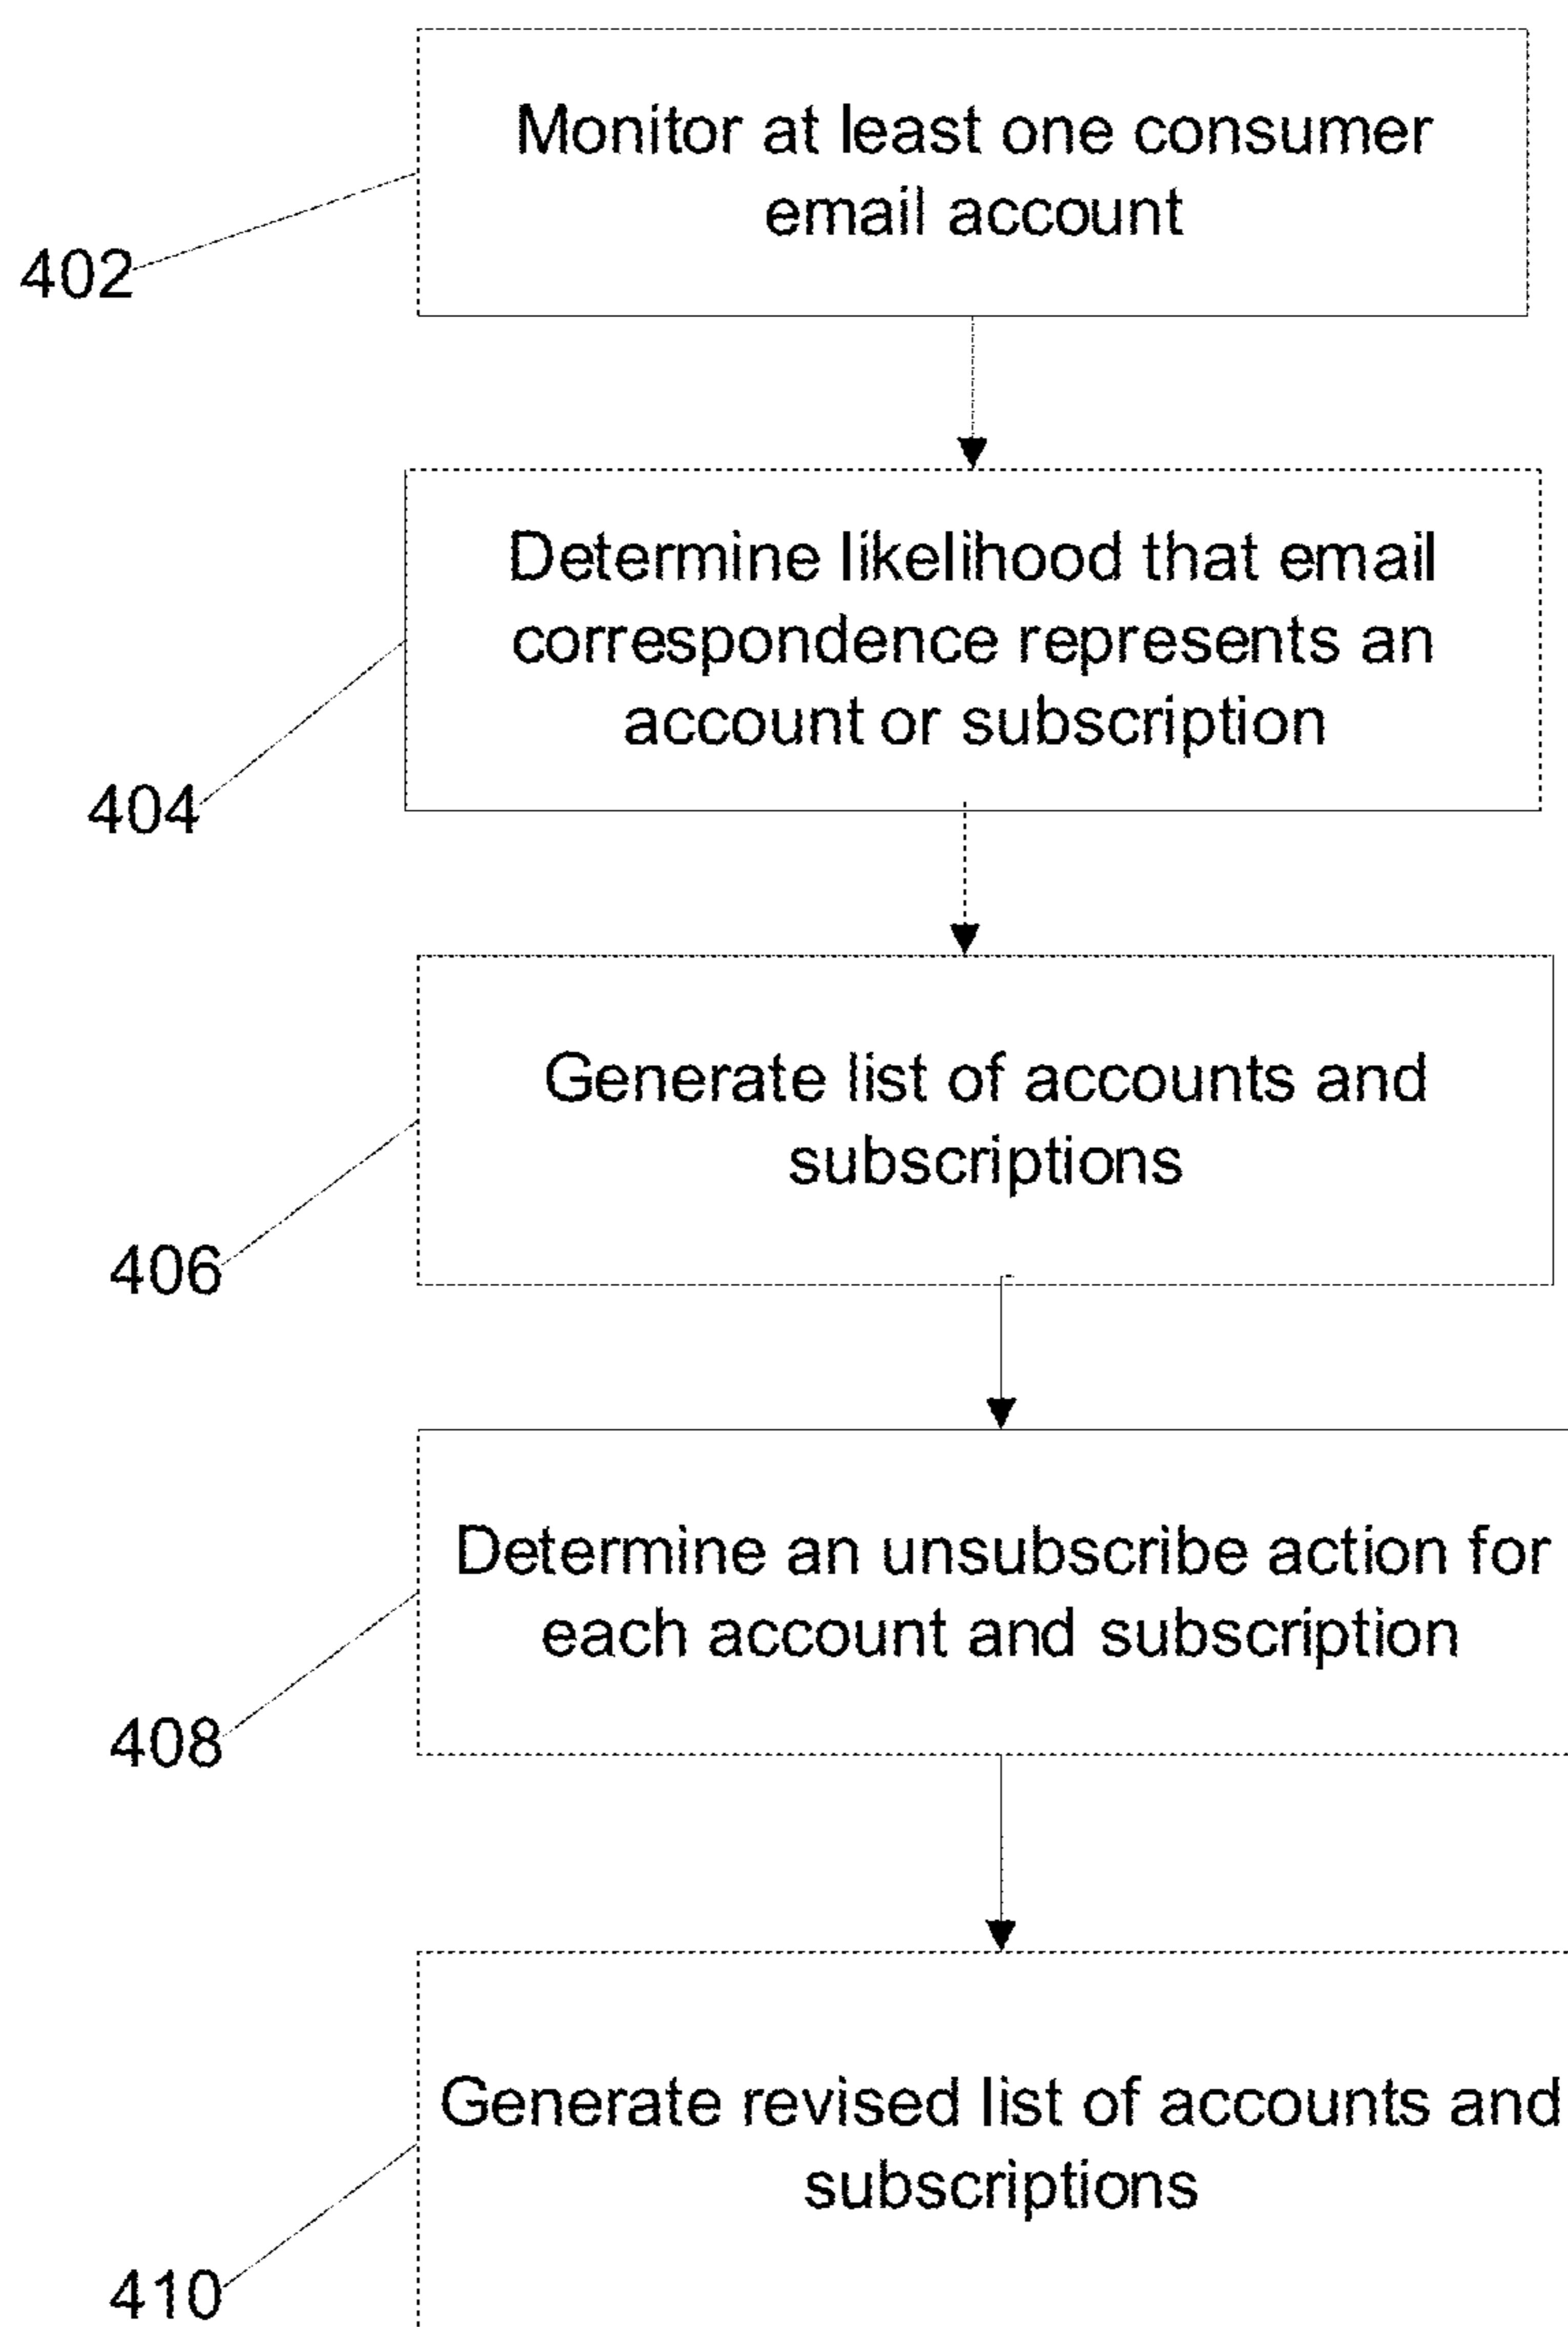 Monitor at least one consumer
email account
402
Determine likelihood that email
correspondence represents an
account or subscription
404
Generate list of accounts and
subscriptions
406
Determine an unsubscribe action for
each account and subscription
408
Generate revised list of accounts and
subscriptions
410